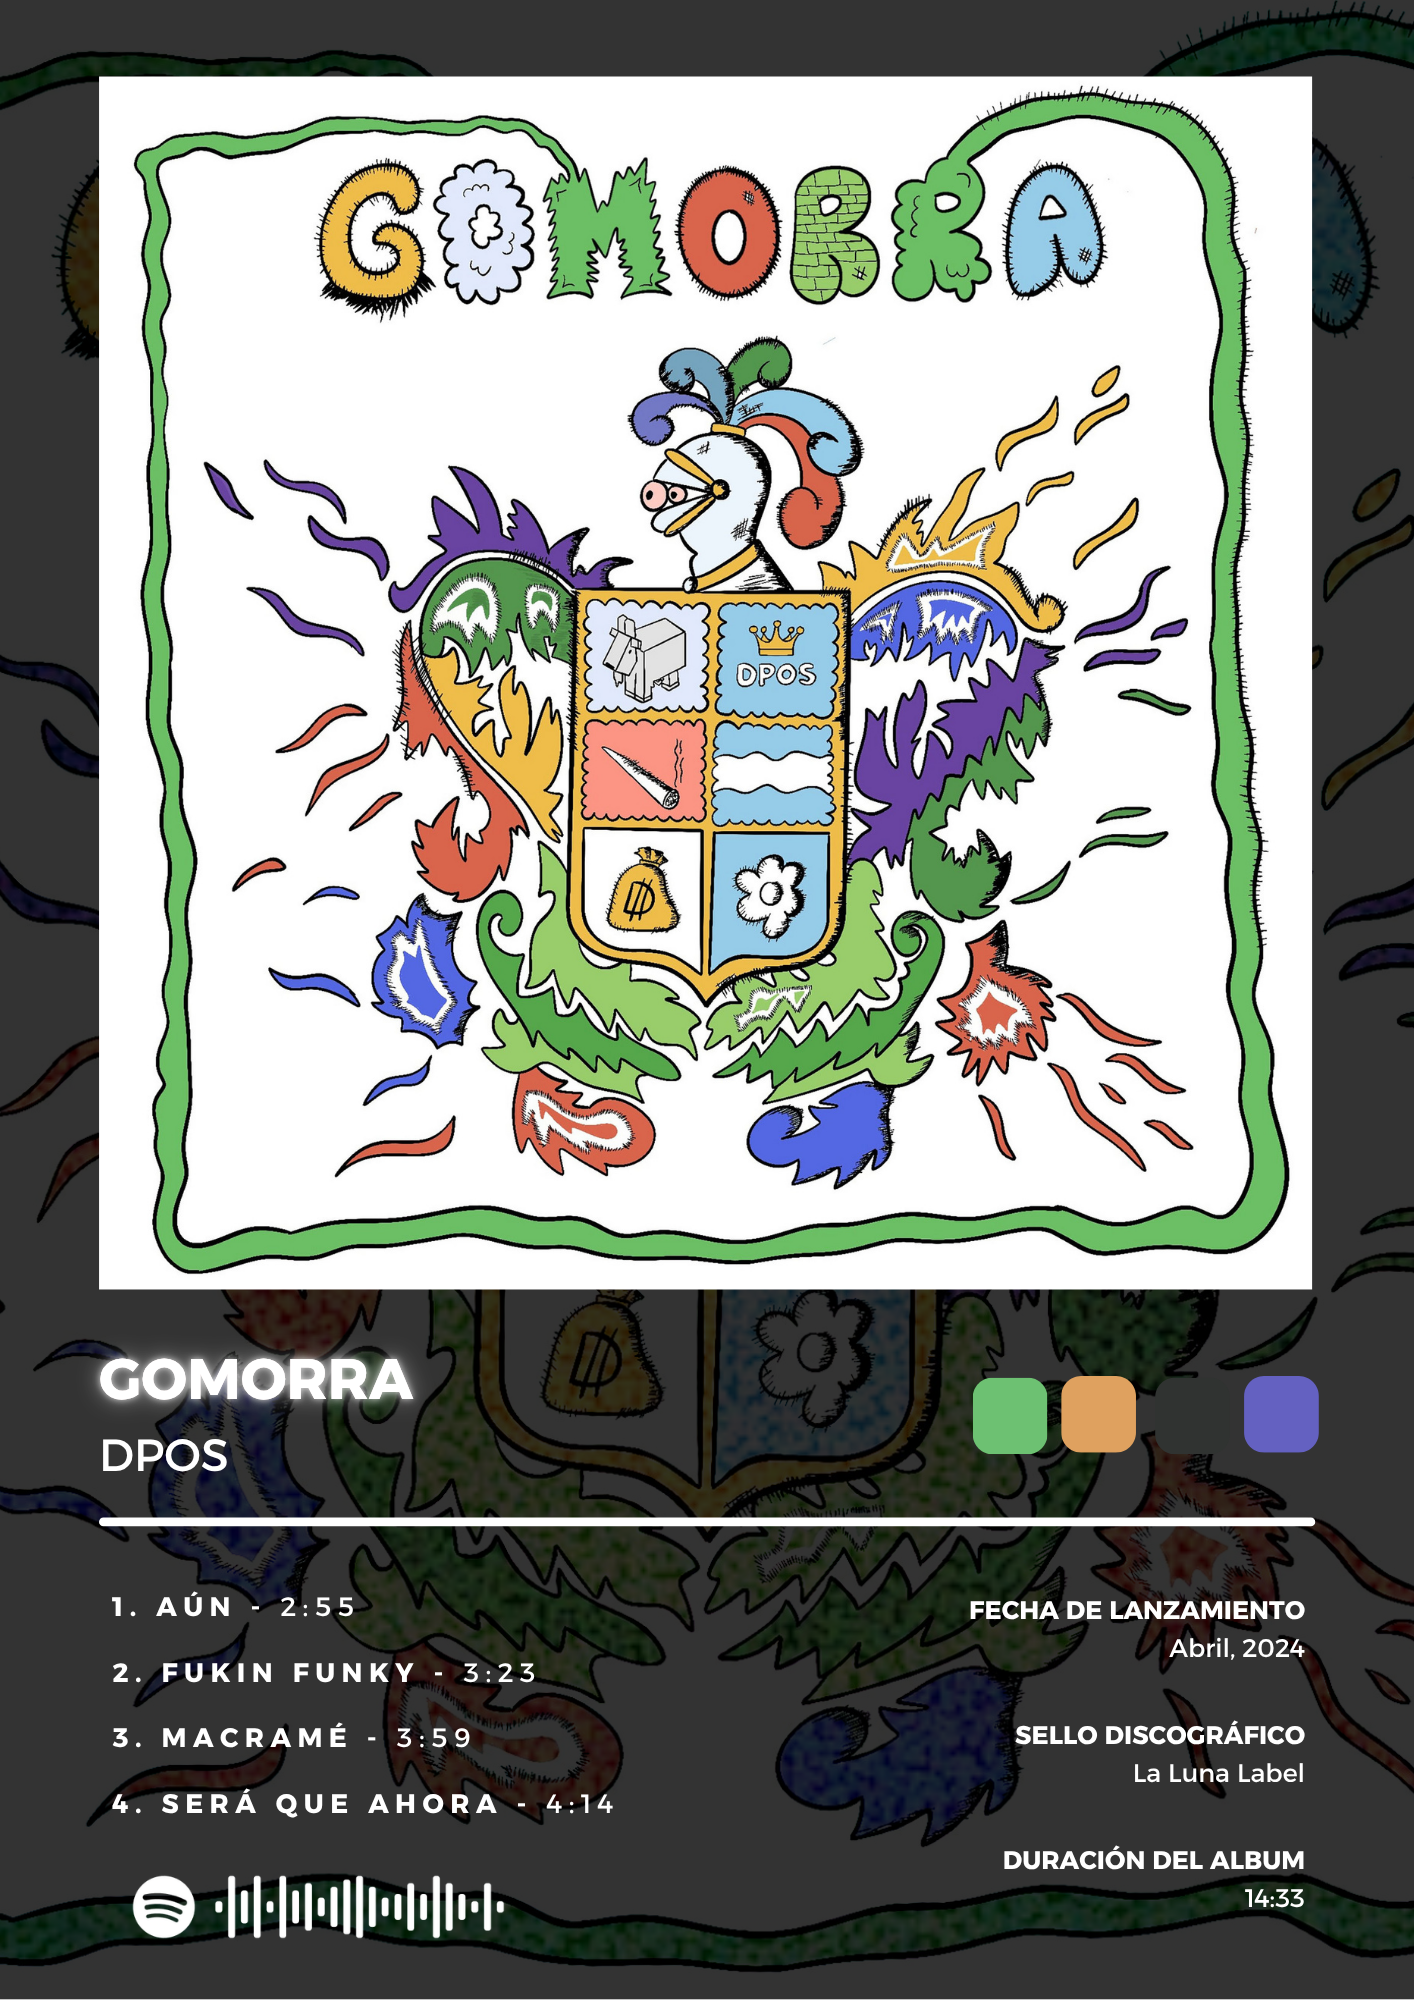 GOMORRA
DPOS
D
GOMORRA
DPOS
1. AÚN - 2:55
2. FUKIN FUNKY - 3:23
3. MACRAMÉ - 3:59
4. SERÁ QUE AHORA - 4:14
FECHA DE LANZAMIENTO
Abril, 2024
SELLO DISCOGRÁFICO
La Luna Label
DURACIÓN DEL ALBUM
14:33